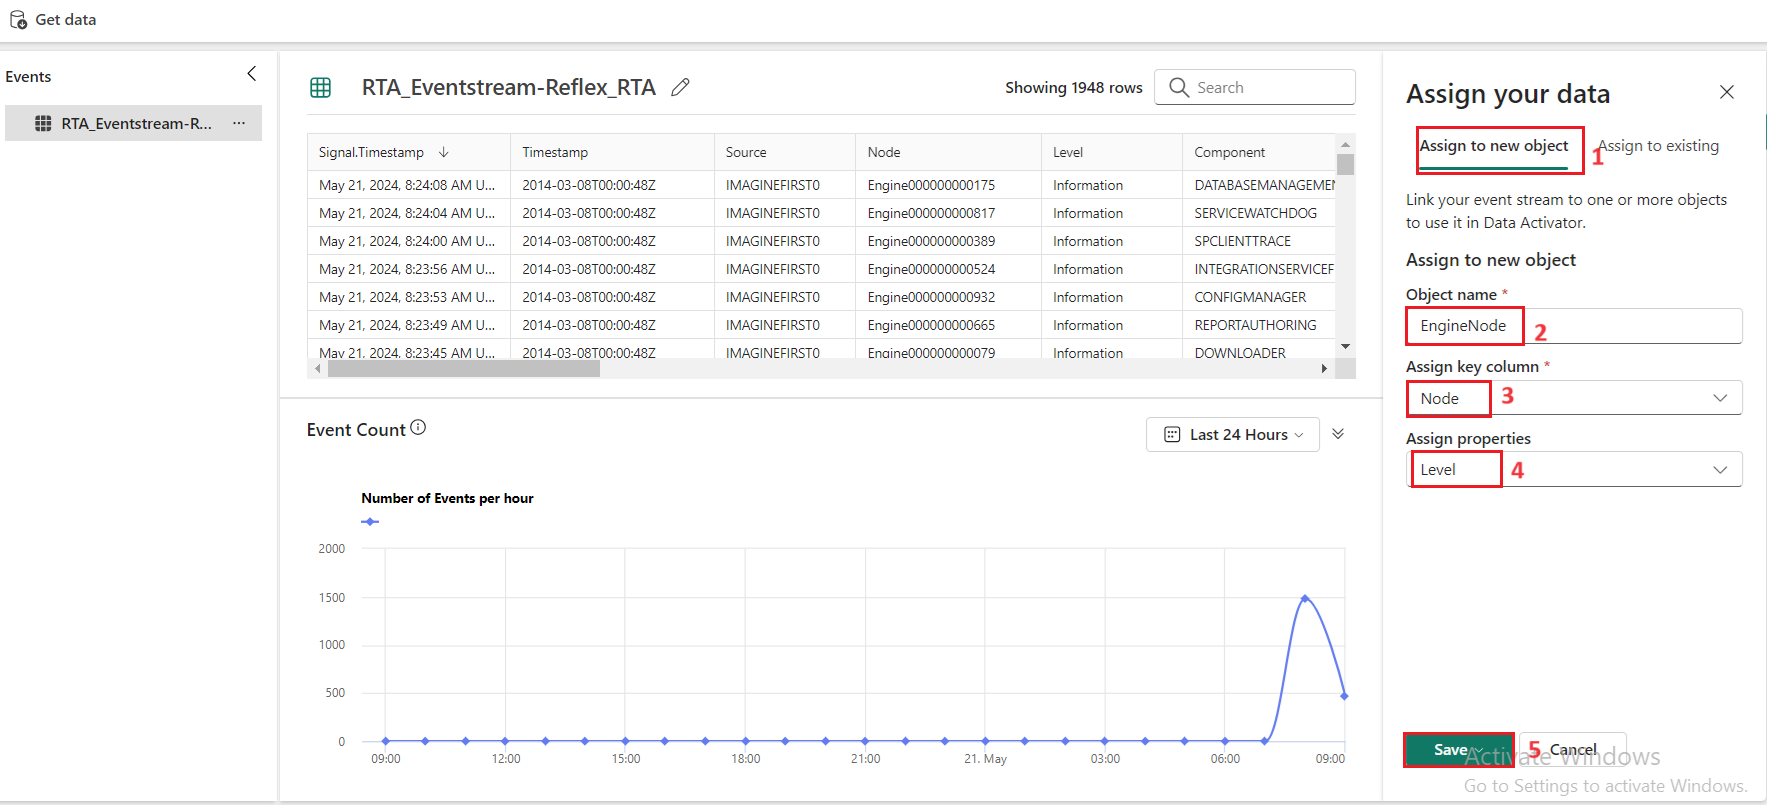 Get data
Events
RTA_Eventstream-R... ...
RTA_Eventstream-Reflex_RTA
Showing 1948 rows
Search
Signal.Timestamp Timestamp Source Node Level Component
May 21, 2024, 8:24:08 AM U... 2014-03-08T00:00:48Z IMAGINEFIRST0 Engine000000000175 Information DATABASEMANAGEMEN
May 21, 2024, 8:24:04 AM U... 2014-03-08T00:00:48Z IMAGINEFIRST0 Engine000000000817 Information SERVICEWATCHDOG
May 21, 2024, 8:24:00 AM U... 2014-03-08T00:00:48Z IMAGINEFIRST0 Engine000000000389 Information SPCLIENTTRACE
May 21, 2024, 8:23:56 AM U... 2014-03-08T00:00:48Z IMAGINEFIRST0 Engine000000000524 Information INTEGRATIONSERVICEF
May 21, 2024, 8:23:53 AM U... 2014-03-08T00:00:48Z IMAGINEFIRST0 Engine000000000932 Information CONFIGMANAGER
May 21, 2024, 8:23:49 AM U... 2014-03-08T00:00:48Z IMAGINEFIRST0 Engine000000000665 Information REPORTAUTHORING
May 21, 2024, 8:23:45 AM U... 2014-03-08T00:00:48Z IMAGINEFIRST0 Engine000000000079 Information DOWNLOADER
Event Count
Last 24 Hours
Number of Events per hour
2000
1500
1000
500
0
09:00 12:00 15:00 18:00 21:00 21. May 03:00 06:00 09:00
Assign your data
Assign to new object 1 Assign to existing
Link your event stream to one or more objects
to use it in Data Activator.
Assign to new object
Object name *
EngineNode 2
Assign key column *
Node 3
Assign properties
Level 4
Save 5 Cancel
Activate Windows
Go to Settings to activate Windows.